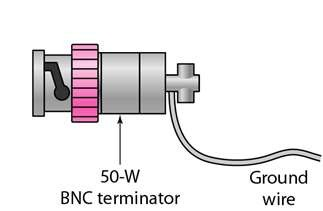 50-W
BNC terminator
Ground
wire